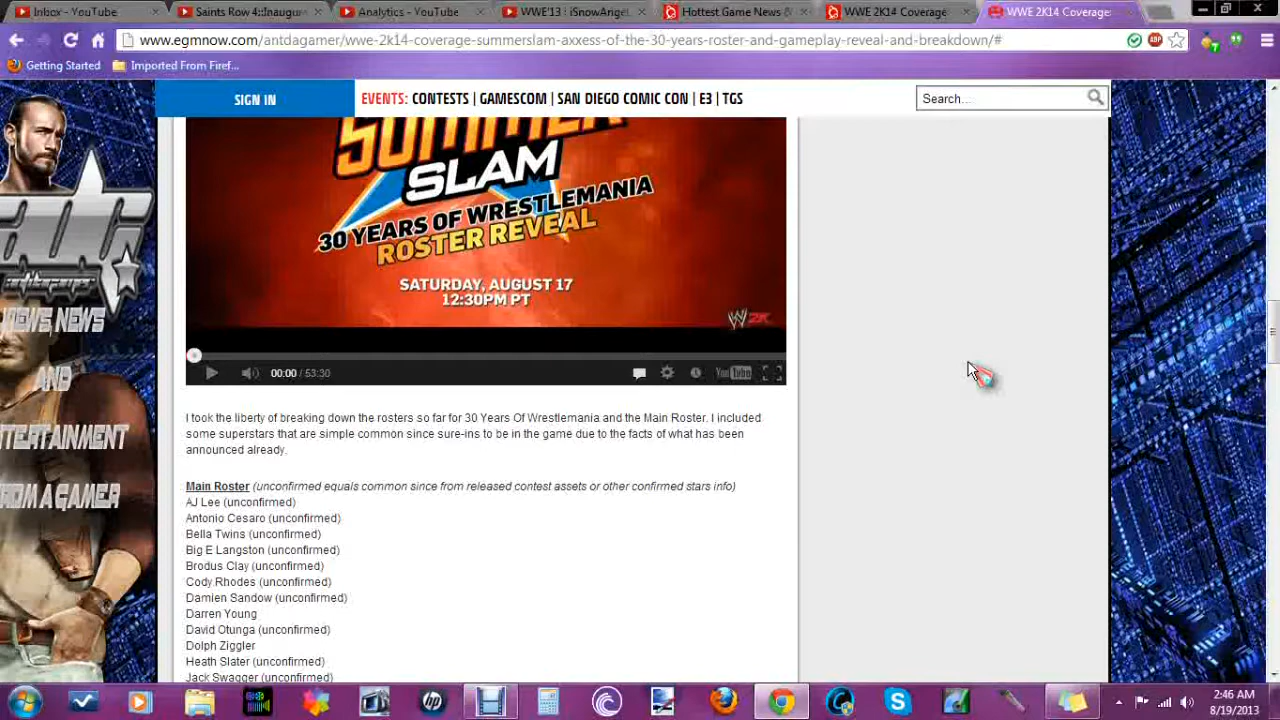 Inbox - YouTube
Saints Row 4::Inaugur
Analytics - YouTube
WWE'13 : iSnowAngel
Hottest Game News &
WWE 2K14 Coverage
WWE 2K14 Coverage:
www.egmnow.com/antdagamer/wwe-2k14-coverage-summerslam-axxess-of-the-30-years-roster-and-gameplay-reveal-and-breakdown/#
Getting Started
Imported From Firef...
SIGN IN
EVENTS: CONTESTS | GAMESCOM | SAN DIEGO COMIC CON | E3 | TGS
Search...
SUMMER
SLAM
30 YEARS OF WRESTLEMANIA
ROSTER REVEAL
SATURDAY, AUGUST 17
12:30PM PT
W 2K
00:00 / 53:30
YouTube
I took the liberty of breaking down the rosters so far for 30 Years Of Wrestlemania and the Main Roster. I included
some superstars that are simple common since sure-ins to be in the game due to the facts of what has been
announced already.
Main Roster (unconfirmed equals common since from released contest assets or other confirmed stars info)
AJ Lee (unconfirmed)
Antonio Cesaro (unconfirmed)
Bella Twins (unconfirmed)
Big E Langston (unconfirmed)
Brodus Clay (unconfirmed)
Cody Rhodes (unconfirmed)
Damien Sandow (unconfirmed)
Darren Young
David Otunga (unconfirmed)
Dolph Ziggler
Heath Slater (unconfirmed)
Jack Swagger (unconfirmed)
EWS, NEWS
AND
NTERTAINMENT
ROM A GAMER
ABP
hp
2:46 AM
8/19/2013